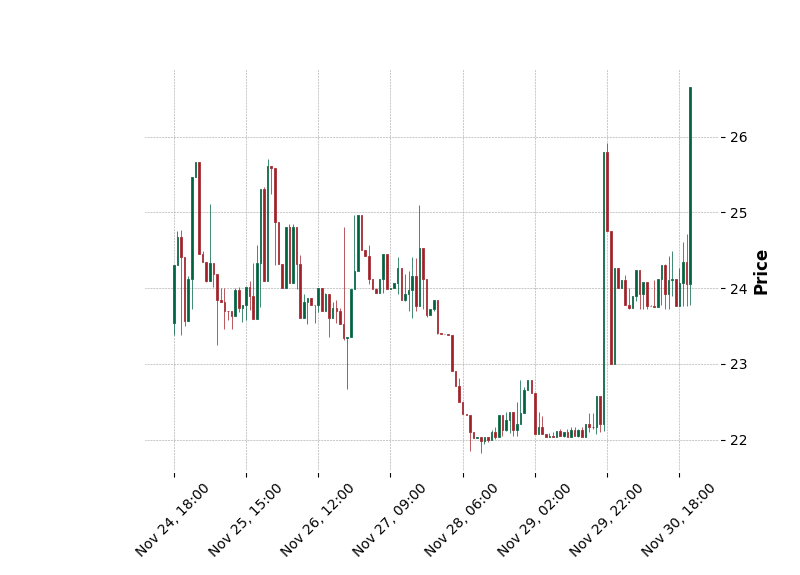 26
25
24
23
22
Price
Nov 24, 18:00
Nov 25, 15:00
Nov 26, 12:00
Nov 27, 09:00
Nov 28, 06:00
Nov 29, 02:00
Nov 29, 22:00
Nov 30, 18:00